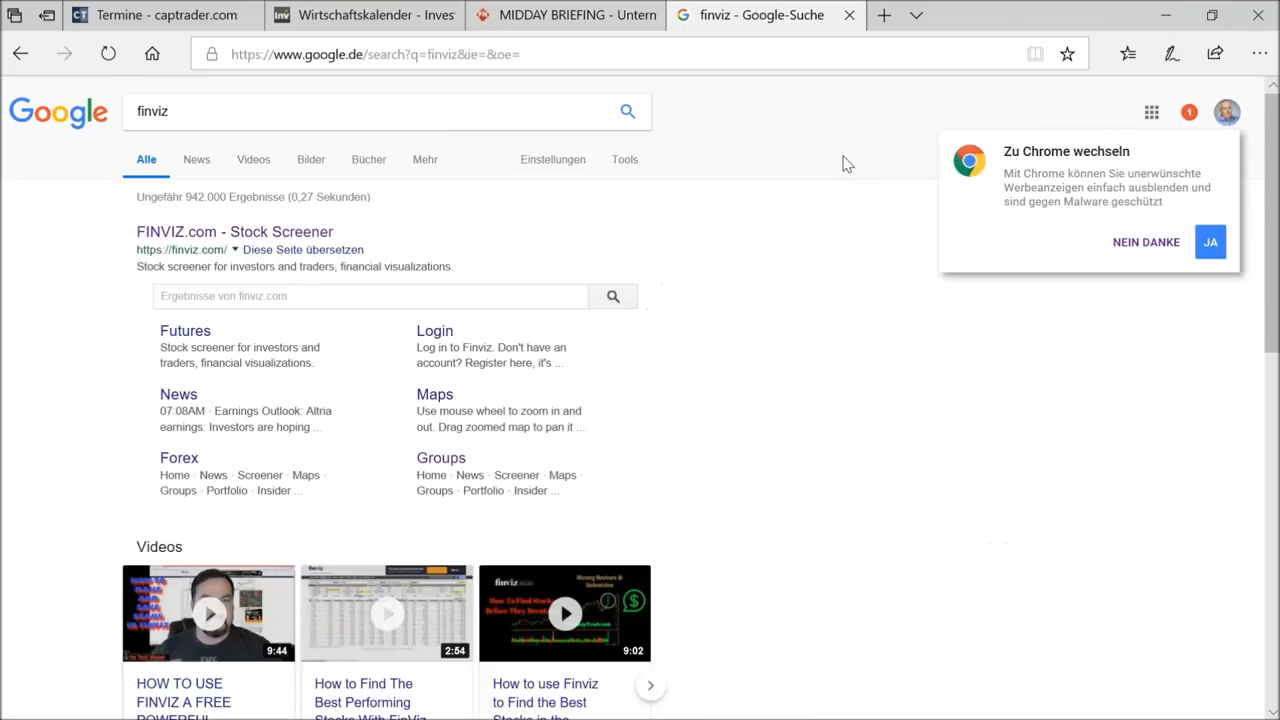 Termine - captrader.com
Wirtschaftskalender - Inves
MIDDAY BRIEFING - Untern
finviz - Google-Suche
https://www.google.de/search?q=finviz&ie=&oe=
Google
finviz
1
Alle
News
Videos
Bilder
Bücher
Mehr
Einstellungen
Tools
Zu Chrome wechseln
Mit Chrome können Sie unerwünschte
Werbeanzeigen einfach ausblenden und
sind gegen Malware geschützt
NEIN DANKE
JA
Ungefähr 942.000 Ergebnisse (0,27 Sekunden)
FINVIZ.com - Stock Screener
https://finviz.com/ Diese Seite übersetzen
Stock screener for investors and traders, financial visualizations.
Ergebnisse von finviz.com
Futures
Stock screener for investors and
traders, financial visualizations.
Login
Log in to Finviz. Don't have an
account? Register here, it's ...
News
07:08AM · Earnings Outlook: Altria
earnings: Investors are hoping ...
Maps
Use mouse wheel to zoom in and
out. Drag zoomed map to pan it ...
Forex
Home · News · Screener · Maps ·
Groups · Portfolio · Insider ...
Groups
Home · News · Screener · Maps ·
Groups · Portfolio · Insider ...
Videos
9:44
2:54
finviz
9:02
HOW TO USE
FINVIZ A FREE
POWERFUL
How to Find The
Best Performing
Stocks With FinViz
How to use Finviz
to Find the Best
Stocks in the